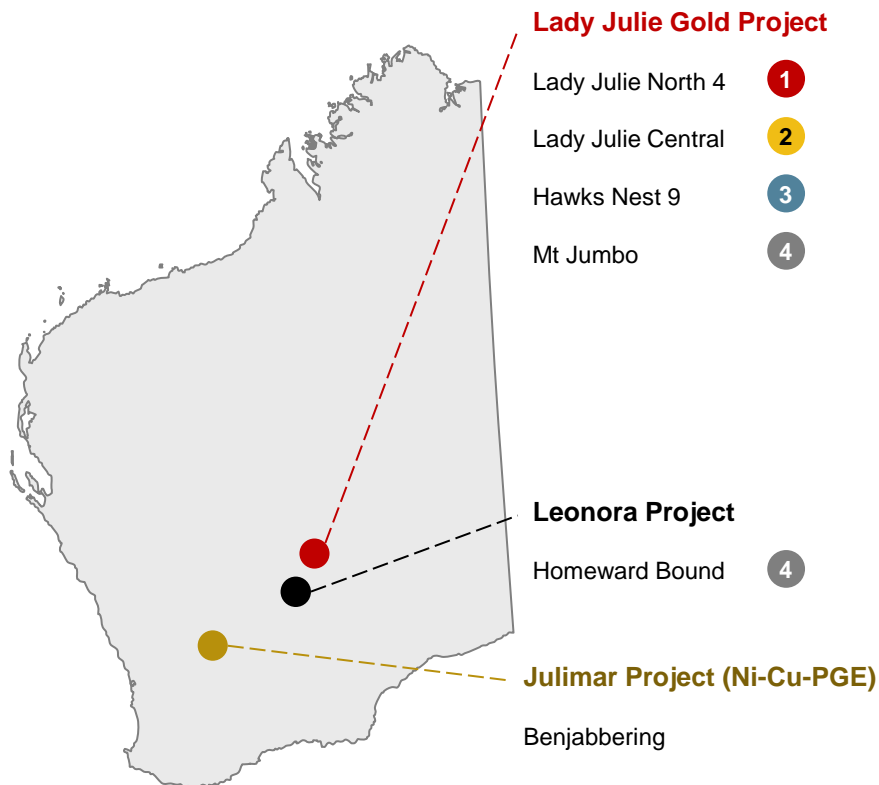 Lady Julie Gold Project
Lady Julie North 4 1
Lady Julie Central 2
Hawks Nest 9 3
Mt Jumbo 4
Leonora Project
Homeward Bound 4
Julimar Project (Ni-Cu-PGE)
Benjabbering